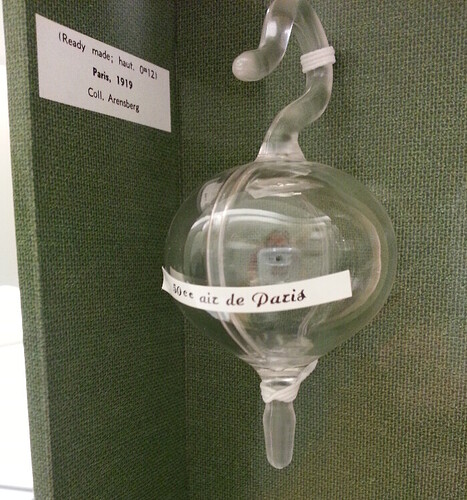 (Ready made; haut. 0ᵐ12)
Paris, 1919
Coll. Arensberg
50cc air de Paris